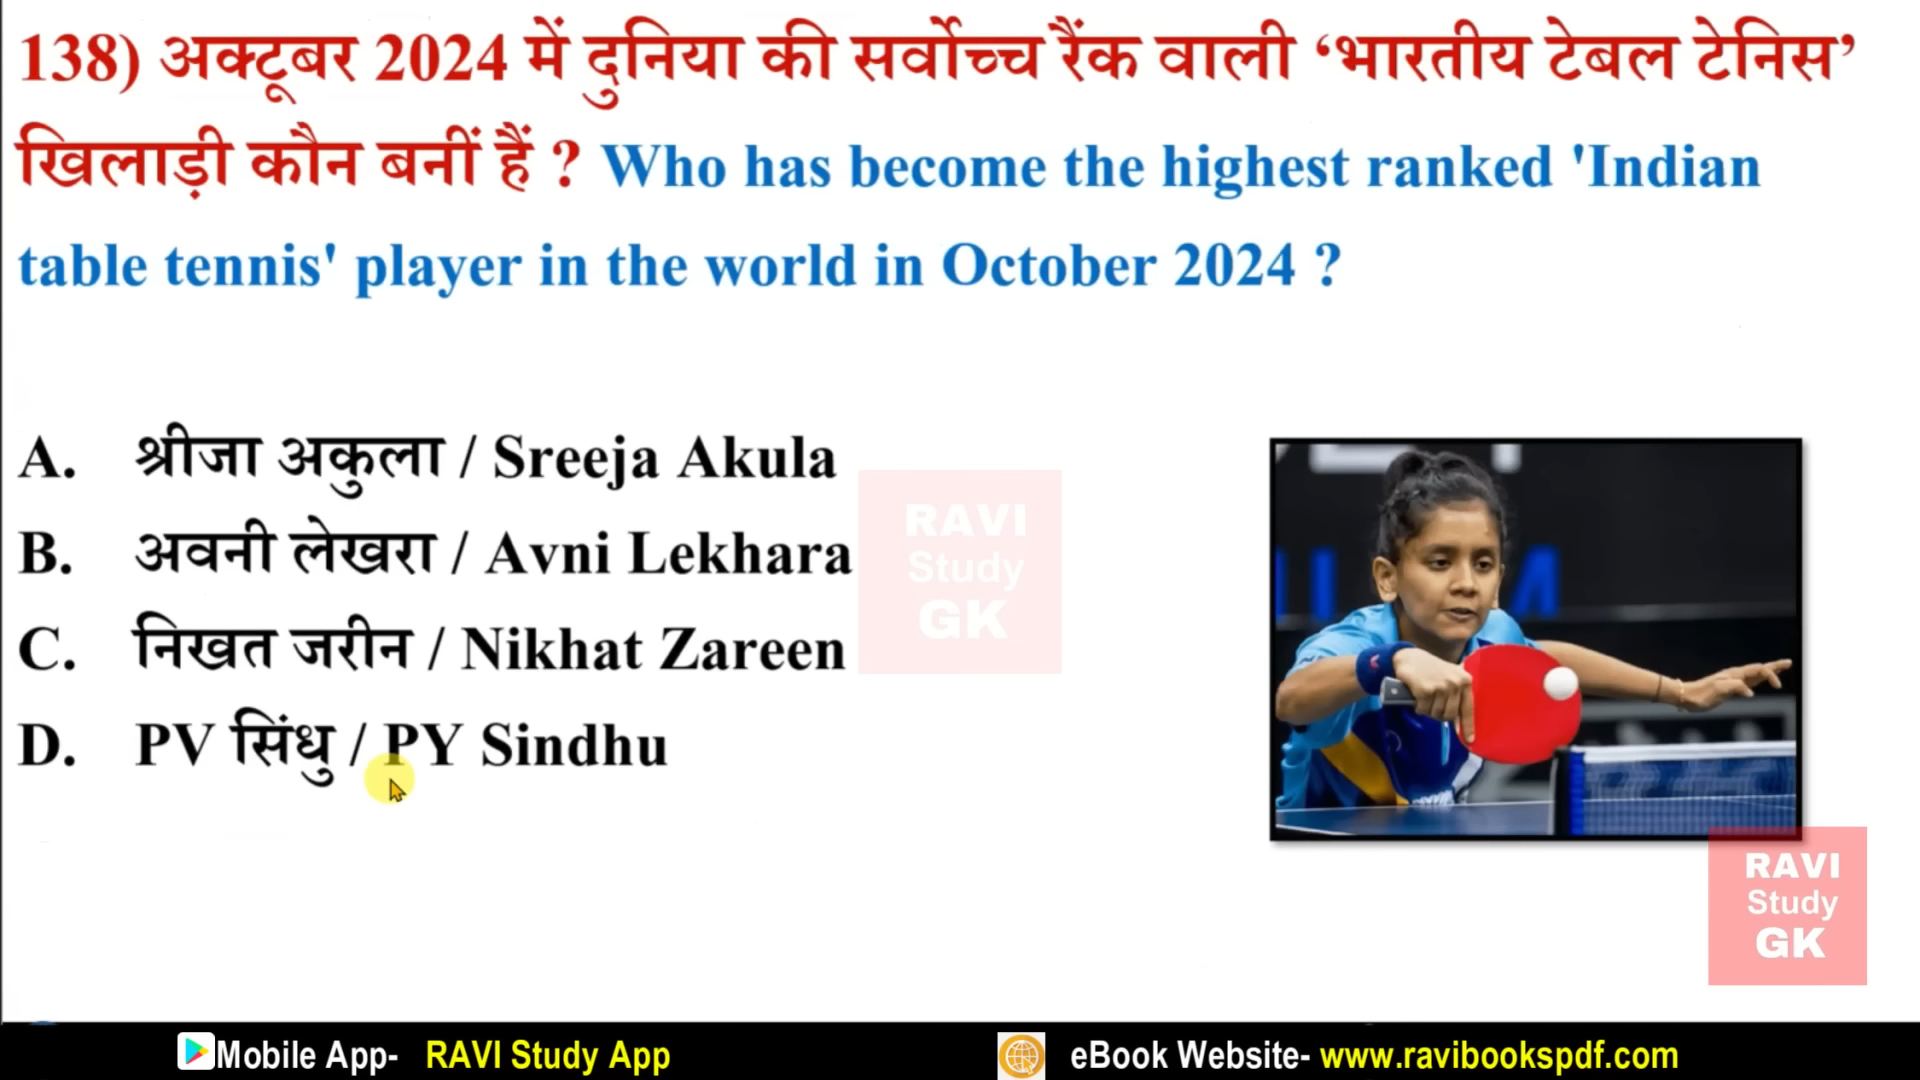 138) अक्टूबर 2024 में दुनिया की सर्वोच्च रैंक वाली ‘भारतीय टेबल टेनिस’
खिलाड़ी कौन बनीं हैं ? Who has become the highest ranked 'Indian
table tennis' player in the world in October 2024 ?
A. श्रीजा अकुला / Sreeja Akula
B. अवनी लेखरा / Avni Lekhara
C. निखत जरीन / Nikhat Zareen
D. PV सिंधु / PY Sindhu
RAVI
Study
GK
RAVI
Study
GK
Mobile App- RAVI Study App
eBook Website- www.ravibookspdf.com